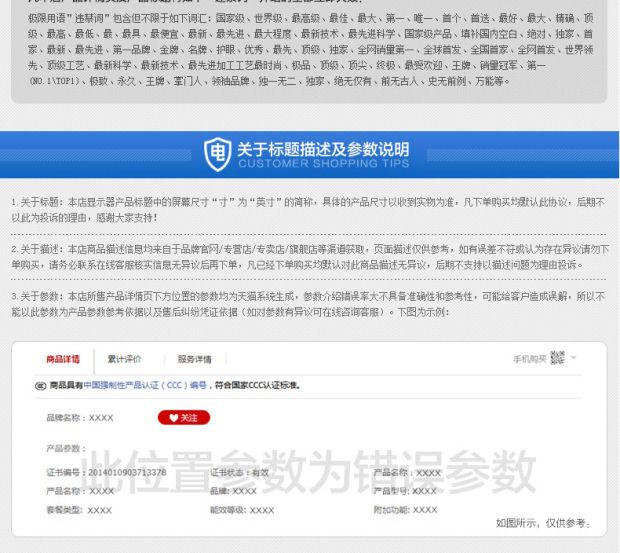 极限用语”违禁词”包含但不限于如下词汇：国家级、世界级、最高级、最佳、最大、第一、唯一、首个、首选、最好、最大、精确、顶
级、最高、最低、最、最具、最便宜、最新、最先进、最大程度、最新技术、最先进科学、国家级产品、填补国内空白、绝对、独家、首
家、最新、最先进、第一品牌、金牌、名牌、护眼、优秀、最先、顶级、独家、全网销量第一、全球首发、全国首家、全网首发、世界领
先、顶级工艺、最新科学、最新技术、最先进加工工艺最时尚、极品、顶级、顶尖、终极、最受欢迎、王牌、销量冠军、第一
(NO.1\TOP1)、极致、永久、王牌、掌门人、领袖品牌、独一无二、独家、绝无仅有、前无古人、史无前例、万能等。
电 关于标题描述及参数说明
CUSTOMER SHOPPING TIPS
1.关于标题：本店显示器产品标题中的屏幕尺寸“寸”为“英寸”的简称，具体的产品尺寸以收到实物为准，凡下单购买均默认此协议，后期不
以此为投诉的理由，感谢大家支持！
2.关于描述：本店商品描述信息均来自于品牌官网/专营店/专卖店/旗舰店等渠道获取，页面描述仅供参考，如有误差不符或认为存在异议请勿下
单购买，请务必联系在线客服核实信息无异议后再下单，凡已经下单购买均默认对此商品描述无异议，后期不支持以描述问题为理由投诉。
3.关于参数：本店所售产品详情页下方位置的参数均为天猫系统生成，参数介绍错误率大不具备准确性和参考性，可能给客户造成误解，所以不
能以此参数为产品参数参考依据以及售后纠纷凭证依据（如对参数有异议可在线咨询客服）。下图为示例：
商品详情 累计评价 服务详情 手机购买
商品具有中国强制性产品认证（CCC）编号，符合国家CCC认证标准。
品牌名称：XXXX 关注
产品参数：
此位置参数为错误参数
证书编号：2014010903713378 证书状态：有效 产品名称：XXXX
产品名称：XXXX 品牌：XXXX 产品型号：XXXX
套餐类型：XXXX 能效等级：XXXX 附加功能：XXXX
如图所示，仅供参考；